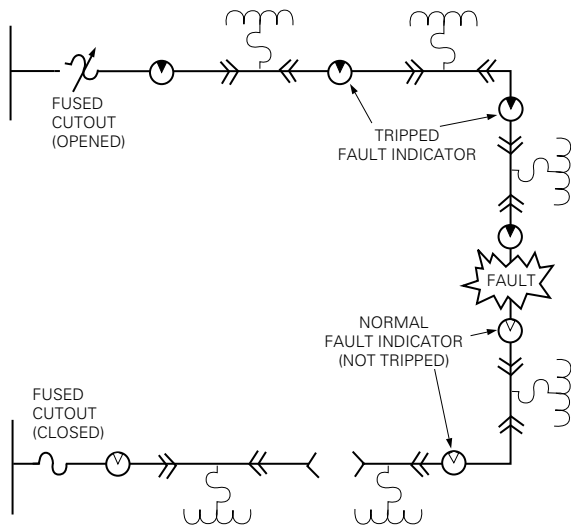 FUSED
CUTOUT
(OPENED)
TRIPPED
FAULT INDICATOR
FAULT
NORMAL
FAULT INDICATOR
(NOT TRIPPED)
FUSED
CUTOUT
(CLOSED)